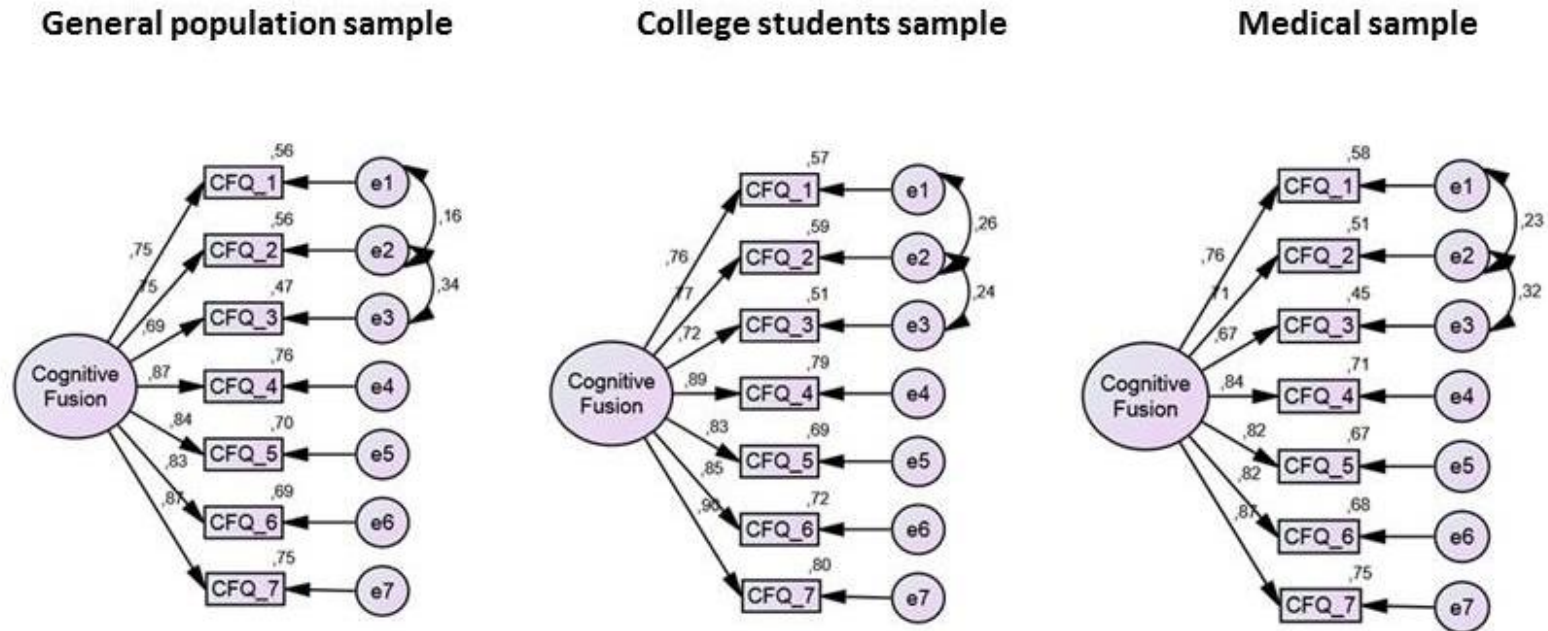 General population sample
College students sample
Medical sample
,56
CFQ_1
e1
,16
,75
,56
CFQ_2
e2
,34
,75
,47
CFQ_3
e3
,69
Cognitive
Fusion
,76
CFQ_4
e4
,87
,70
CFQ_5
e5
,84
,69
CFQ_6
e6
,83
,75
CFQ_7
e7
,87
,57
CFQ_1
e1
,26
,76
,59
CFQ_2
e2
,24
,77
,51
CFQ_3
e3
,72
Cognitive
Fusion
,79
CFQ_4
e4
,89
,69
CFQ_5
e5
,83
,72
CFQ_6
e6
,85
,80
CFQ_7
e7
,90
,58
CFQ_1
e1
,23
,76
,51
CFQ_2
e2
,32
,71
,45
CFQ_3
e3
,67
Cognitive
Fusion
,71
CFQ_4
e4
,84
,67
CFQ_5
e5
,82
,68
CFQ_6
e6
,82
,75
CFQ_7
e7
,87